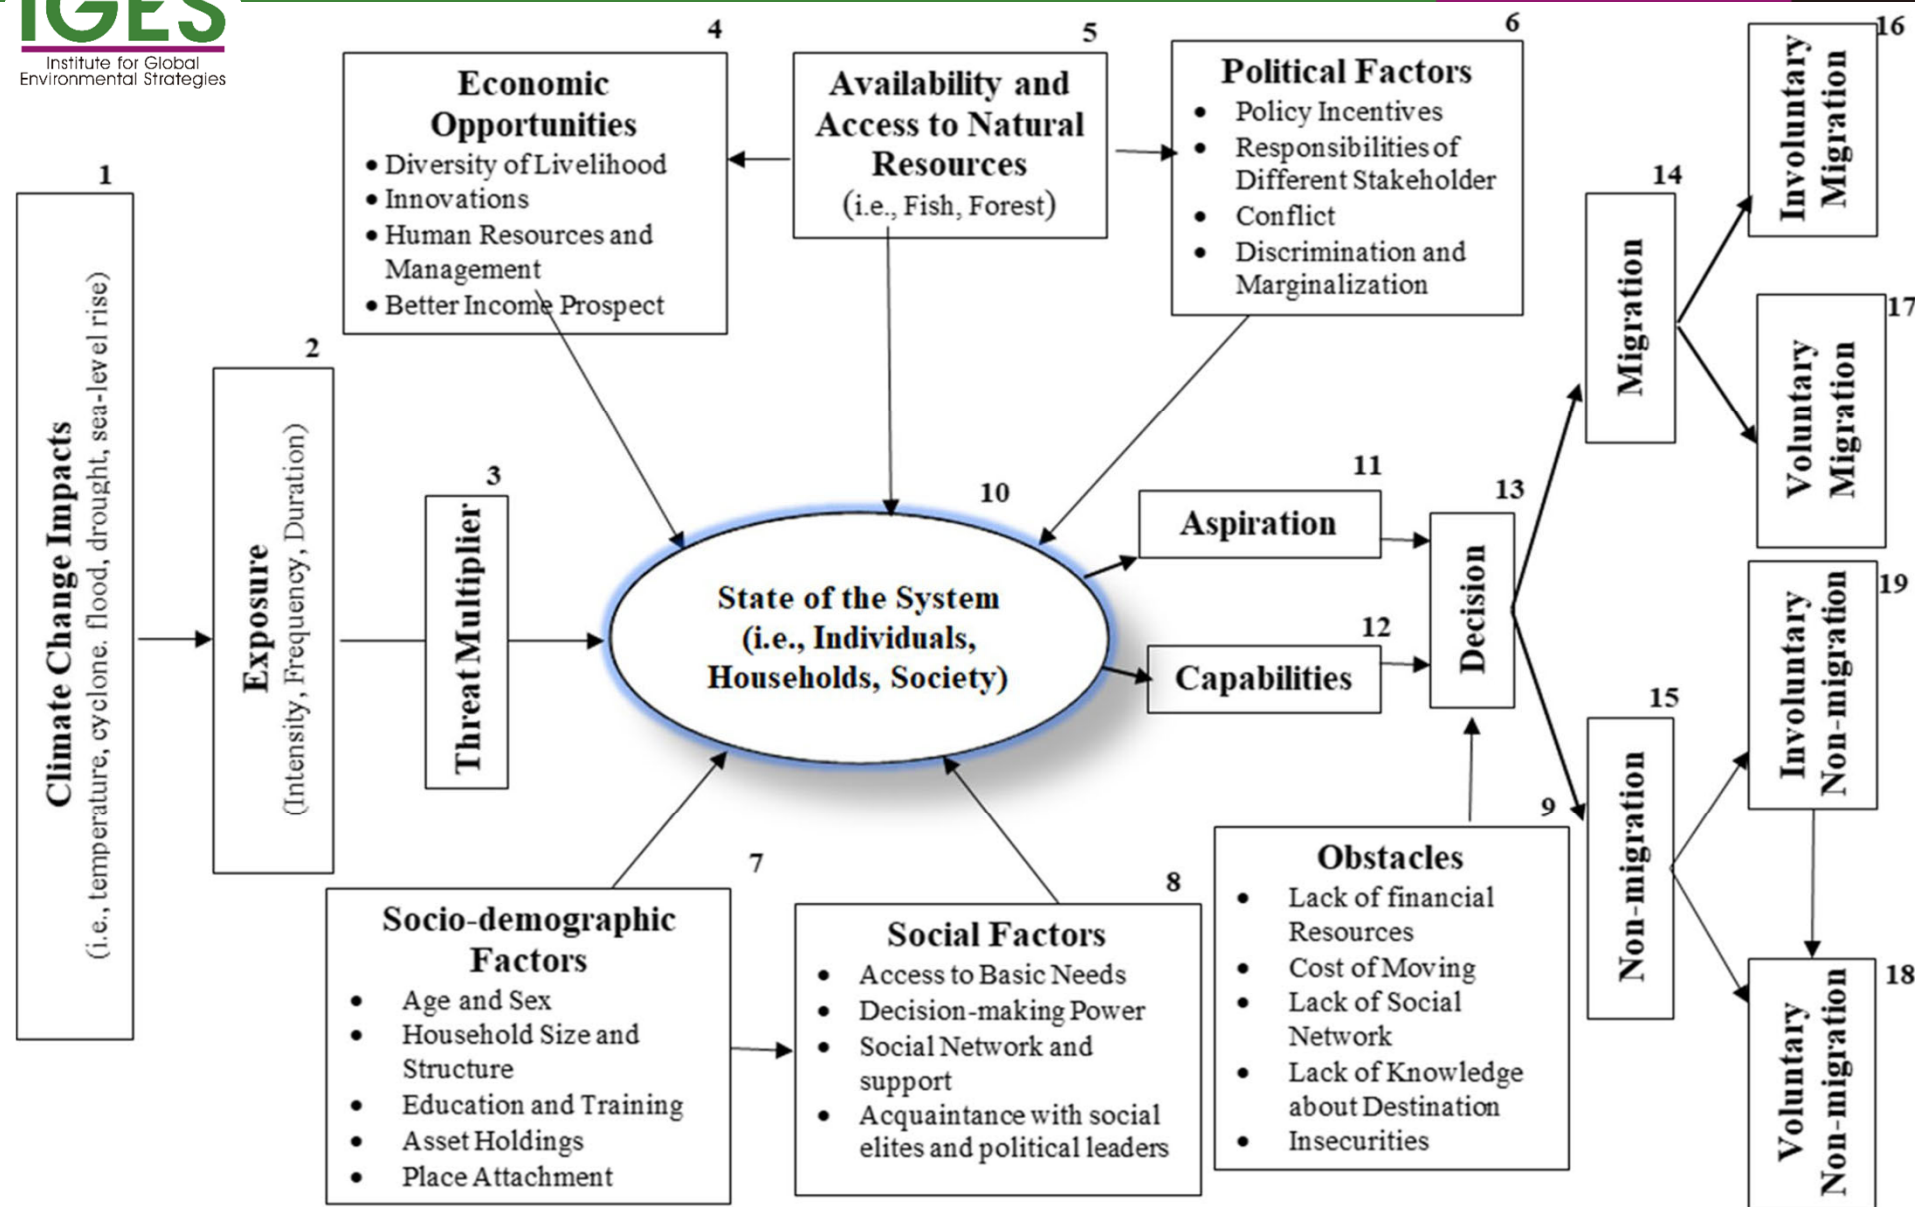 IGES
Institute for Global
Environmental Strategies
1
Climate Change Impacts
(i.e., temperature, cyclone. flood, drought, sea-level rise)
2
Exposure
(Intensity, Frequency, Duration)
3
Threat Multiplier
4
Economic
Opportunities
• Diversity of Livelihood
• Innovations
• Human Resources and
Management
• Better Income Prospect
5
Availability and
Access to Natural
Resources
(i.e., Fish, Forest)
6
Political Factors
• Policy Incentives
• Responsibilities of
Different Stakeholder
• Conflict
• Discrimination and
Marginalization
10
State of the System
(i.e., Individuals,
Households, Society)
7
Socio-demographic
Factors
• Age and Sex
• Household Size and
Structure
• Education and Training
• Asset Holdings
• Place Attachment
8
Social Factors
• Access to Basic Needs
• Decision-making Power
• Social Network and
support
• Acquaintance with social
elites and political leaders
9
Obstacles
• Lack of financial
Resources
• Cost of Moving
• Lack of Social
Network
• Lack of Knowledge
about Destination
• Insecurities
11
Aspiration
12
Capabilities
13
Decision
14
Migration
15
Non-migration
16
Involuntary
Migration
17
Voluntary
Migration
19
Involuntary
Non-migration
18
Voluntary
Non-migration